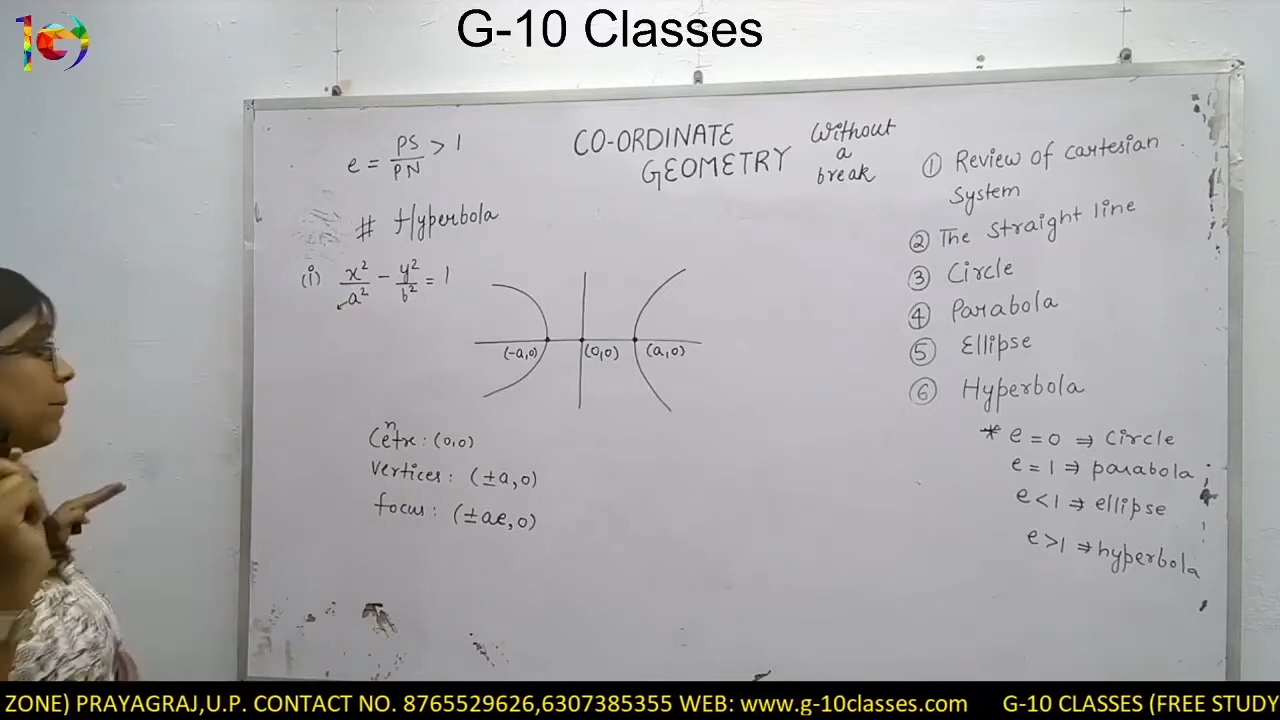 G-10 Classes
e = PS/PN > 1
CO-ORDINATE
GEOMETRY
Without
a
break
# Hyperbola
(i) x²/a² - y²/b² = 1
(-a,0) (0,0) (a,0)
Centre: (0,0)
Vertices: (±a,0)
focus: (±ae,0)
① Review of cartesian
System
② The Straight line
③ Circle
④ Parabola
⑤ Ellipse
⑥ Hyperbola
* e = 0 ⇒ Circle
e = 1 ⇒ parabola
e < 1 ⇒ ellipse
e > 1 ⇒ hyperbola
ZONE) PRAYAGRAJ,U.P. CONTACT NO. 8765529626,6307385355 WEB: www.g-10classes.com G-10 CLASSES (FREE STUDY